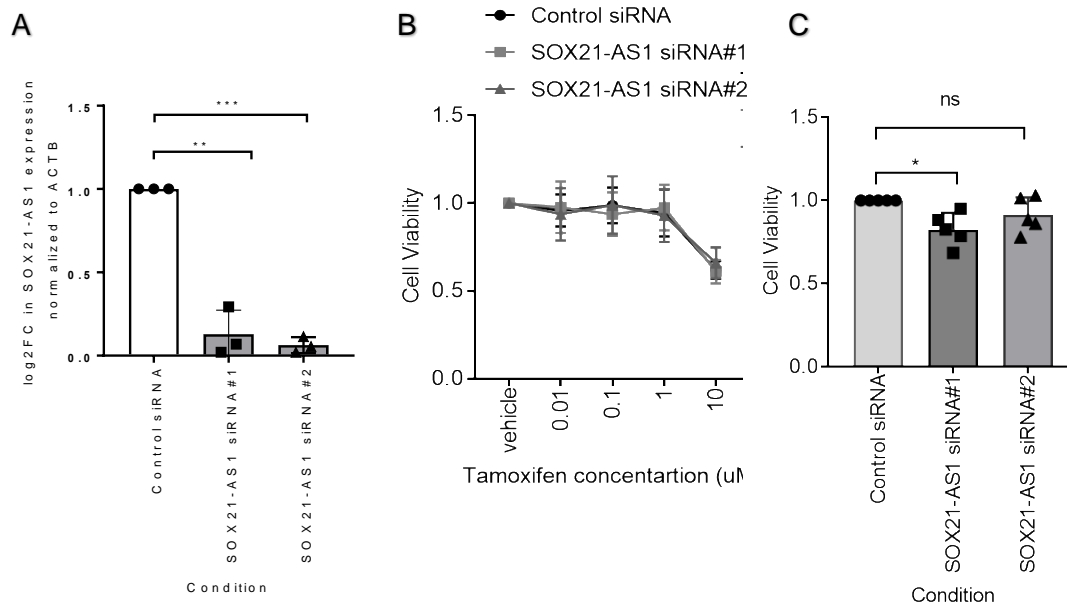 A
log2FC in SOX21-AS1 expression
normalized to ACTB
1.5
1.0
0.5
0.0
***
**
Control siRNA
SOX21-AS1 siRNA#1
SOX21-AS1 siRNA#2
Condition
B
Control siRNA
SOX21-AS1 siRNA#1
SOX21-AS1 siRNA#2
Cell Viability
1.5
1.0
0.5
0.0
vehicle
0.01
0.1
1
10
Tamoxifen concentartion (uM
C
Cell Viability
1.5
1.0
0.5
0.0
ns
*
Control siRNA
SOX21-AS1 siRNA#1
SOX21-AS1 siRNA#2
Condition